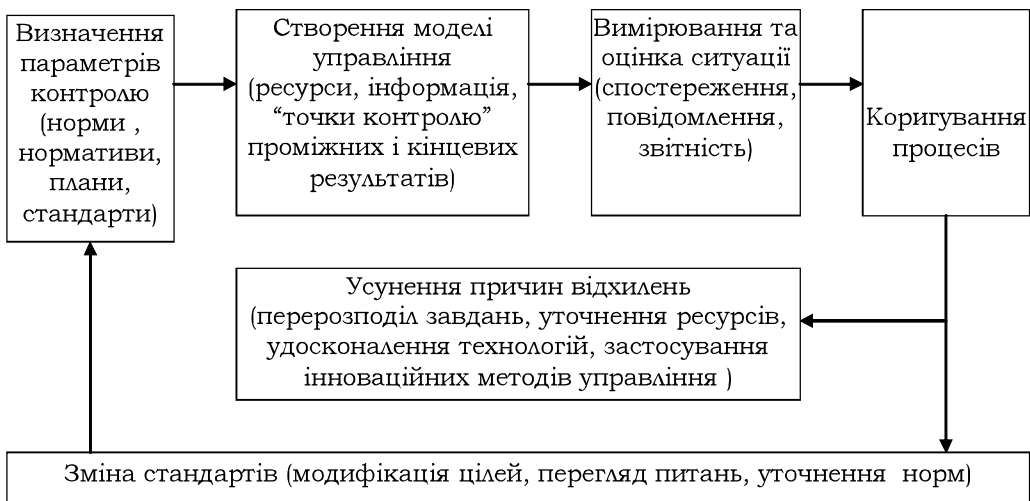 Визначення
параметрів
контролю
(норми ,
нормативи,
плани,
стандарти)
Створення моделі
управління
(ресурси, інформація,
“точки контролю”
проміжних і кінцевих
результатів)
Вимірювання та
оцінка ситуації
(спостереження,
повідомлення,
звітність)
Коригування
процесів
Усунення причин відхилень
(перерозподіл завдань, уточнення ресурсів,
удосконалення технологій, застосування
інноваційних методів управління )
Зміна стандартів (модифікація цілей, перегляд питань, уточнення  норм)